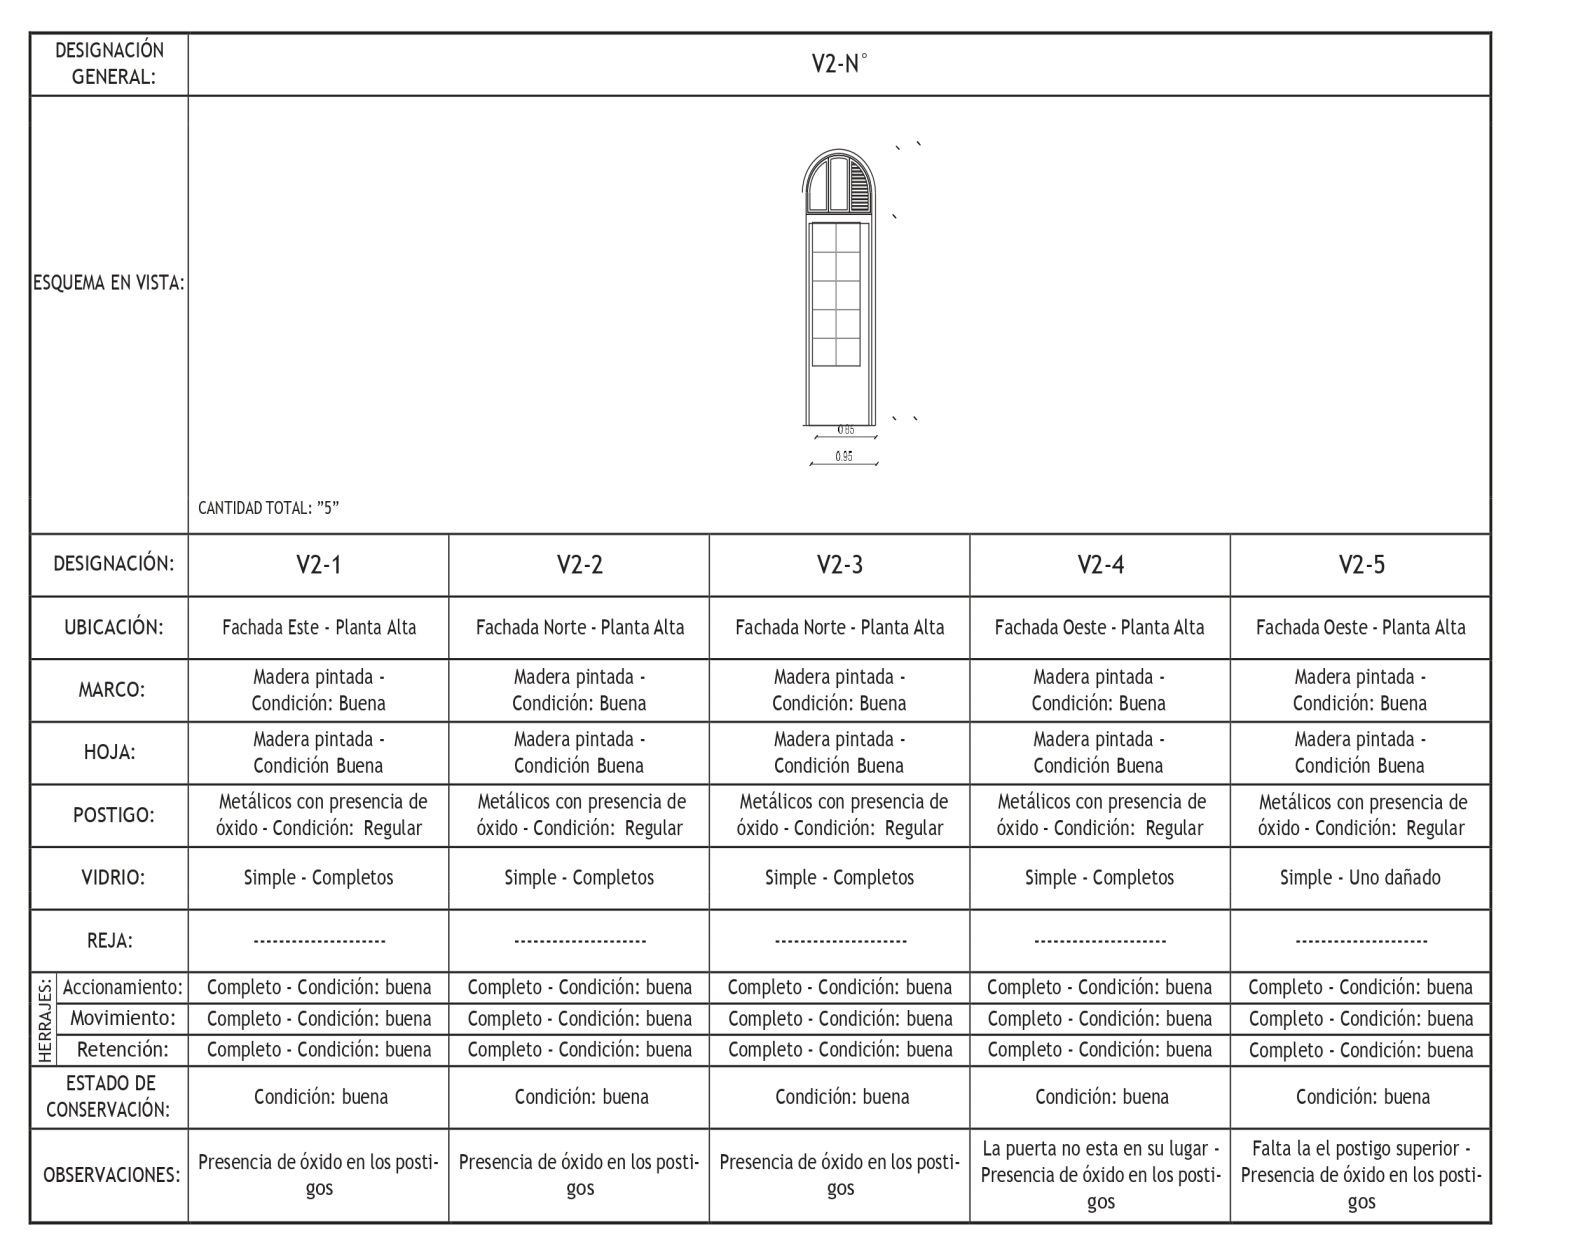 DESIGNACIÓN
GENERAL:
V2-N°
ESQUEMA EN VISTA:
0.85
0.95
CANTIDAD TOTAL: ”5”
DESIGNACIÓN:
V2-1
V2-2
V2-3
V2-4
V2-5
UBICACIÓN:
Fachada Este - Planta Alta
Fachada Norte - Planta Alta
Fachada Norte - Planta Alta
Fachada Oeste - Planta Alta
Fachada Oeste - Planta Alta
MARCO:
Madera pintada -
Condición: Buena
Madera pintada -
Condición: Buena
Madera pintada -
Condición: Buena
Madera pintada -
Condición: Buena
Madera pintada -
Condición: Buena
HOJA:
Madera pintada -
Condición Buena
Madera pintada -
Condición Buena
Madera pintada -
Condición Buena
Madera pintada -
Condición Buena
Madera pintada -
Condición Buena
POSTIGO:
Metálicos con presencia de
óxido - Condición: Regular
Metálicos con presencia de
óxido - Condición: Regular
Metálicos con presencia de
óxido - Condición: Regular
Metálicos con presencia de
óxido - Condición: Regular
Metálicos con presencia de
óxido - Condición: Regular
VIDRIO:
Simple - Completos
Simple - Completos
Simple - Completos
Simple - Completos
Simple - Uno dañado
REJA:
---------------------
---------------------
---------------------
---------------------
---------------------
HERRAJES:
Accionamiento:
Completo - Condición: buena
Completo - Condición: buena
Completo - Condición: buena
Completo - Condición: buena
Completo - Condición: buena
Movimiento:
Completo - Condición: buena
Completo - Condición: buena
Completo - Condición: buena
Completo - Condición: buena
Completo - Condición: buena
Retención:
Completo - Condición: buena
Completo - Condición: buena
Completo - Condición: buena
Completo - Condición: buena
Completo - Condición: buena
ESTADO DE
CONSERVACIÓN:
Condición: buena
Condición: buena
Condición: buena
Condición: buena
Condición: buena
OBSERVACIONES:
Presencia de óxido en los posti-
gos
Presencia de óxido en los posti-
gos
Presencia de óxido en los posti-
gos
La puerta no esta en su lugar -
Presencia de óxido en los posti-
gos
Falta la el postigo superior -
Presencia de óxido en los posti-
gos